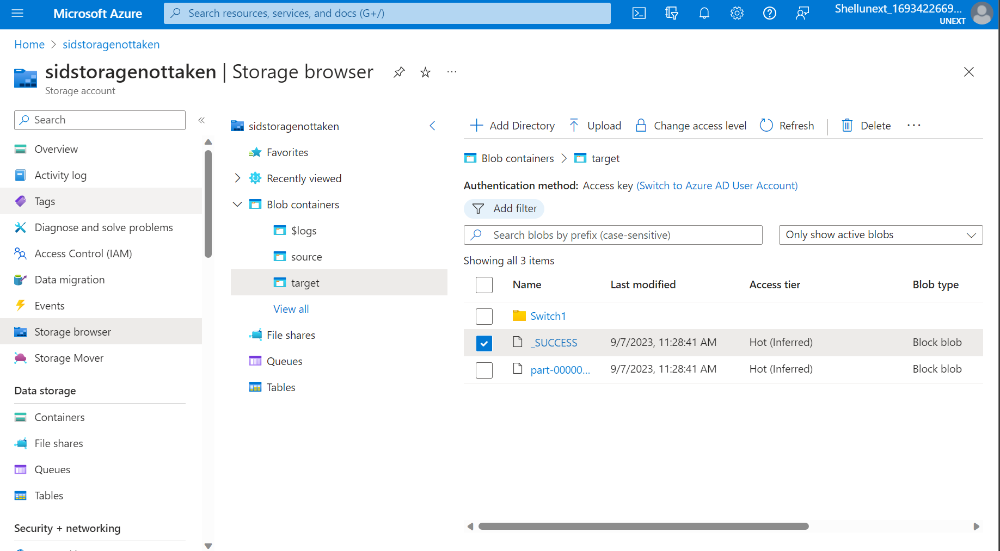 Microsoft Azure
Search resources, services, and docs (G+/)
Shellunext_1693422669...
UNEXT
Home > sidstoragenottaken
sidstoragenottaken | Storage browser
Storage account
Search
Overview
Activity log
Tags
Diagnose and solve problems
Access Control (IAM)
Data migration
Events
Storage browser
Storage Mover
Data storage
Containers
File shares
Queues
Tables
Security + networking
sidstoragenottaken
Favorites
Recently viewed
Blob containers
$logs
source
target
View all
File shares
Queues
Tables
Add Directory Upload Change access level Refresh Delete
Blob containers > target
Authentication method: Access key (Switch to Azure AD User Account)
Add filter
Search blobs by prefix (case-sensitive) Only show active blobs
Showing all 3 items
Name Last modified Access tier Blob type
Switch1
_SUCCESS 9/7/2023, 11:28:41 AM Hot (Inferred) Block blob
part-00000... 9/7/2023, 11:28:41 AM Hot (Inferred) Block blob